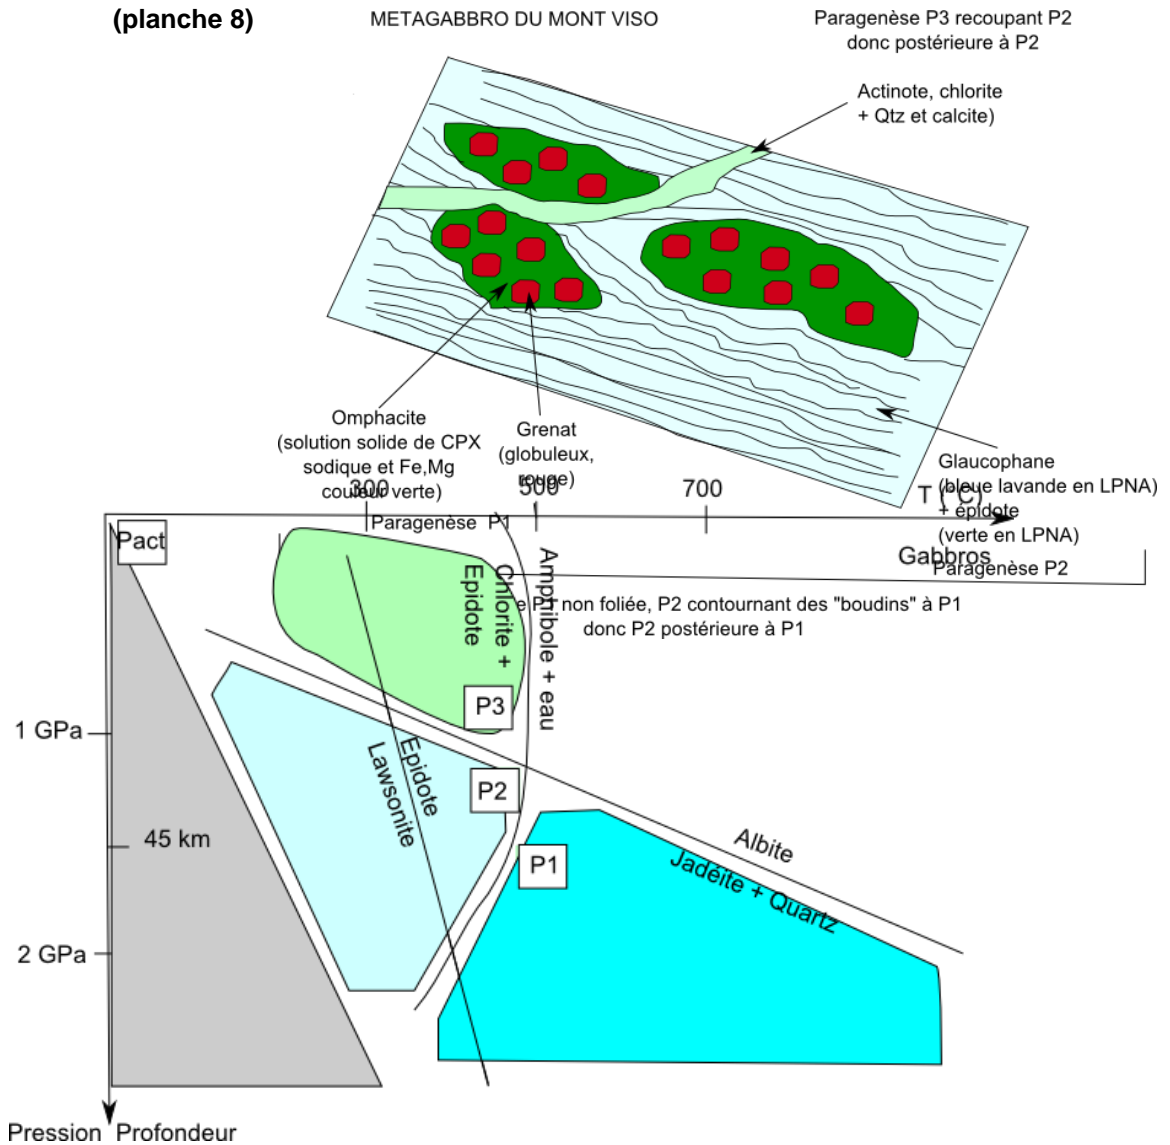 (planche 8)
METAGABBRO DU MONT VISO
Paragenèse P3 recoupant P2
donc postérieure à P2
Actinote, chlorite
+ Qtz et calcite)
Omphacite
(solution solide de CPX
sodique et Fe,Mg
couleur verte)
Grenat
(globuleux,
rouge)
Glaucophane
(bleue lavande en LPNA)
+ épidote
(verte en LPNA)
300
500
700
T (°C)
Paragenèse P1
Gabbros
Paragenèse P2
Pact
P1 non foliée, P2 contournant des "boudins" à P1
donc P2 postérieure à P1
Chlorite +
Epidote
Amphibole + eau
P3
1 GPa
P2
Epidote
Lawsonite
45 km
P1
Albite
Jadéite + Quartz
2 GPa
Pression
Profondeur